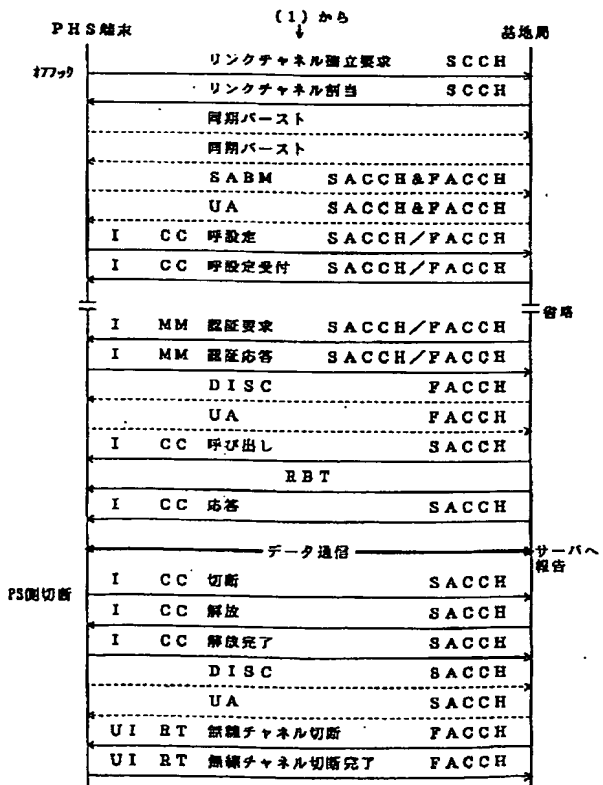 (1)から
PHS端末 基地局
リンクチャネル確立要求 SCCH
オフフック
リンクチャネル割当 SCCH
同期バースト
同期バースト
SABM SACCH&FACCH
UA SACCH&FACCH
I CC 呼設定 SACCH/FACCH
I CC 呼設定受付 SACCH/FACCH
省略
I MM 認証要求 SACCH/FACCH
I MM 認証応答 SACCH/FACCH
DISC FACCH
UA FACCH
I CC 呼び出し SACCH
RBT
I CC 応答 SACCH
データ通信 サーバへ
報告
I CC 切断 SACCH
PS側切断
I CC 解放 SACCH
I CC 解放完了 SACCH
DISC SACCH
UA SACCH
UI RT 無線チャネル切断 FACCH
UI RT 無線チャネル切断完了 FACCH